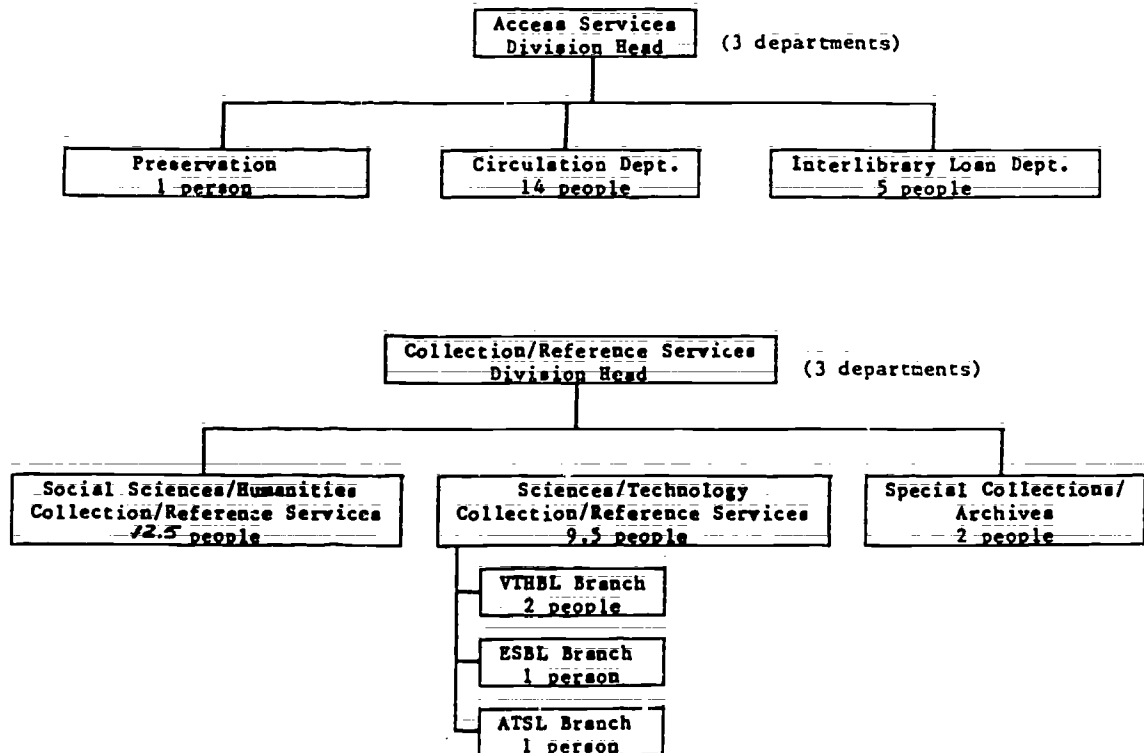 Access Services
Division Head
(3 departments)
Preservation
1 person
Circulation Dept.
14 people
Interlibrary Loan Dept.
5 people
Collection/Reference Services
Division Head
(3 departments)
Social Sciences/Humanities
Collection/Reference Services
12.5 people
Sciences/Technology
Collection/Reference Services
9.5 people
Special Collections/
Archives
2 people
VTHBL Branch
2 people
ESBL Branch
1 person
ATSL Branch
1 person